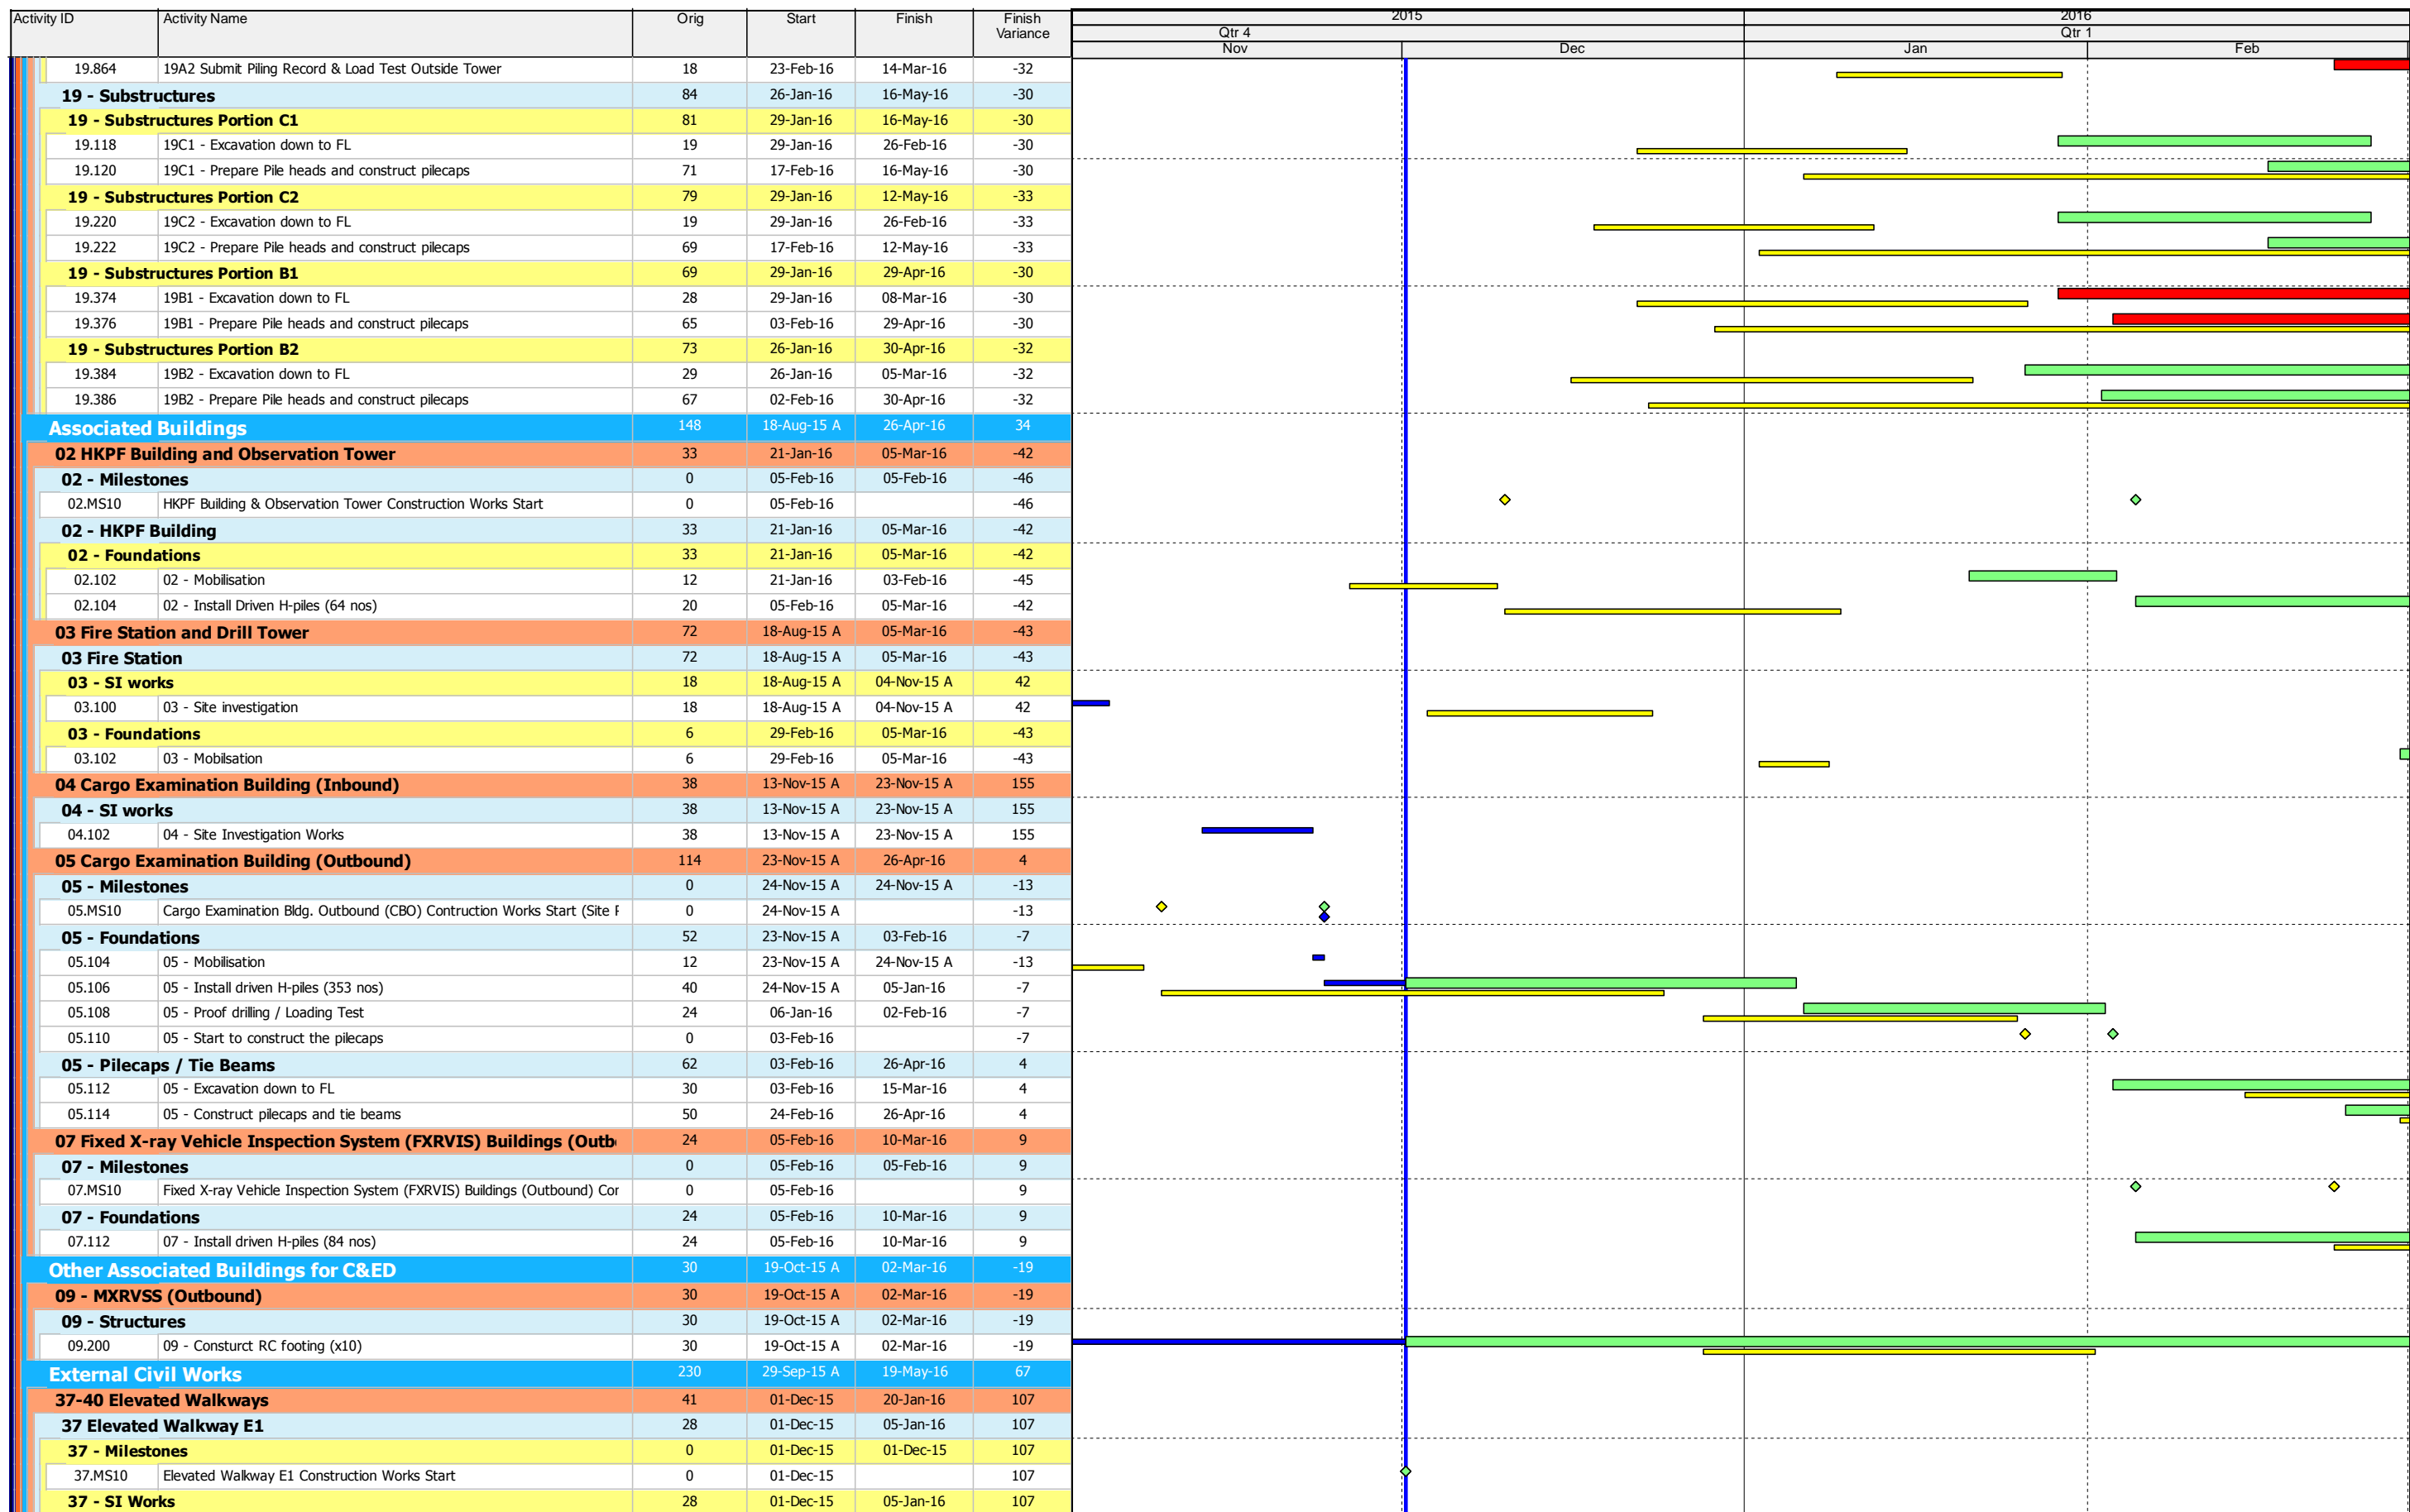 Activity ID Activity Name Orig Start Finish Finish Variance 2015 2016
Qtr 4 Qtr 1
Nov Dec Jan Feb
19.864 19A2 Submit Piling Record & Load Test Outside Tower 18 23-Feb-16 14-Mar-16 -32
19 - Substructures 84 26-Jan-16 16-May-16 -30
19 - Substructures Portion C1 81 29-Jan-16 16-May-16 -30
19.118 19C1 - Excavation down to FL 19 29-Jan-16 26-Feb-16 -30
19.120 19C1 - Prepare Pile heads and construct pilecaps 71 17-Feb-16 16-May-16 -30
19 - Substructures Portion C2 79 29-Jan-16 12-May-16 -33
19.220 19C2 - Excavation down to FL 19 29-Jan-16 26-Feb-16 -33
19.222 19C2 - Prepare Pile heads and construct pilecaps 69 17-Feb-16 12-May-16 -33
19 - Substructures Portion B1 69 29-Jan-16 29-Apr-16 -30
19.374 19B1 - Excavation down to FL 28 29-Jan-16 08-Mar-16 -30
19.376 19B1 - Prepare Pile heads and construct pilecaps 65 03-Feb-16 29-Apr-16 -30
19 - Substructures Portion B2 73 26-Jan-16 30-Apr-16 -32
19.384 19B2 - Excavation down to FL 29 26-Jan-16 05-Mar-16 -32
19.386 19B2 - Prepare Pile heads and construct pilecaps 67 02-Feb-16 30-Apr-16 -32
Associated Buildings 148 18-Aug-15 A 26-Apr-16 34
02 HKPF Building and Observation Tower 33 21-Jan-16 05-Mar-16 -42
02 - Milestones 0 05-Feb-16 05-Feb-16 -46
02.MS10 HKPF Building & Observation Tower Construction Works Start 0 05-Feb-16 -46
02 - HKPF Building 33 21-Jan-16 05-Mar-16 -42
02 - Foundations 33 21-Jan-16 05-Mar-16 -42
02.102 02 - Mobilisation 12 21-Jan-16 03-Feb-16 -45
02.104 02 - Install Driven H-piles (64 nos) 20 05-Feb-16 05-Mar-16 -42
03 Fire Station and Drill Tower 72 18-Aug-15 A 05-Mar-16 -43
03 Fire Station 72 18-Aug-15 A 05-Mar-16 -43
03 - SI works 18 18-Aug-15 A 04-Nov-15 A 42
03.100 03 - Site investigation 18 18-Aug-15 A 04-Nov-15 A 42
03 - Foundations 6 29-Feb-16 05-Mar-16 -43
03.102 03 - Mobilsation 6 29-Feb-16 05-Mar-16 -43
04 Cargo Examination Building (Inbound) 38 13-Nov-15 A 23-Nov-15 A 155
04 - SI works 38 13-Nov-15 A 23-Nov-15 A 155
04.102 04 - Site Investigation Works 38 13-Nov-15 A 23-Nov-15 A 155
05 Cargo Examination Building (Outbound) 114 23-Nov-15 A 26-Apr-16 4
05 - Milestones 0 24-Nov-15 A 24-Nov-15 A -13
05.MS10 Cargo Examination Bldg. Outbound (CBO) Contruction Works Start (Site 0 24-Nov-15 A -13
05 - Foundations 52 23-Nov-15 A 03-Feb-16 -7
05.104 05 - Mobilisation 12 23-Nov-15 A 24-Nov-15 A -13
05.106 05 - Install driven H-piles (353 nos) 40 24-Nov-15 A 05-Jan-16 -7
05.108 05 - Proof drilling / Loading Test 24 06-Jan-16 02-Feb-16 -7
05.110 05 - Start to construct the pilecaps 0 03-Feb-16 -7
05 - Pilecaps / Tie Beams 62 03-Feb-16 26-Apr-16 4
05.112 05 - Excavation down to FL 30 03-Feb-16 15-Mar-16 4
05.114 05 - Construct pilecaps and tie beams 50 24-Feb-16 26-Apr-16 4
07 Fixed X-ray Vehicle Inspection System (FXRVIS) Buildings (Outb 24 05-Feb-16 10-Mar-16 9
07 - Milestones 0 05-Feb-16 05-Feb-16 9
07.MS10 Fixed X-ray Vehicle Inspection System (FXRVIS) Buildings (Outbound) Cor 0 05-Feb-16 9
07 - Foundations 24 05-Feb-16 10-Mar-16 9
07.112 07 - Install driven H-piles (84 nos) 24 05-Feb-16 10-Mar-16 9
Other Associated Buildings for C&ED 30 19-Oct-15 A 02-Mar-16 -19
09 - MXRVSS (Outbound) 30 19-Oct-15 A 02-Mar-16 -19
09 - Structures 30 19-Oct-15 A 02-Mar-16 -19
09.200 09 - Consturct RC footing (x10) 30 19-Oct-15 A 02-Mar-16 -19
External Civil Works 230 29-Sep-15 A 19-May-16 67
37-40 Elevated Walkways 41 01-Dec-15 20-Jan-16 107
37 Elevated Walkway E1 28 01-Dec-15 05-Jan-16 107
37 - Milestones 0 01-Dec-15 01-Dec-15 107
37.MS10 Elevated Walkway E1 Construction Works Start 0 01-Dec-15 107
37 - SI Works 28 01-Dec-15 05-Jan-16 107